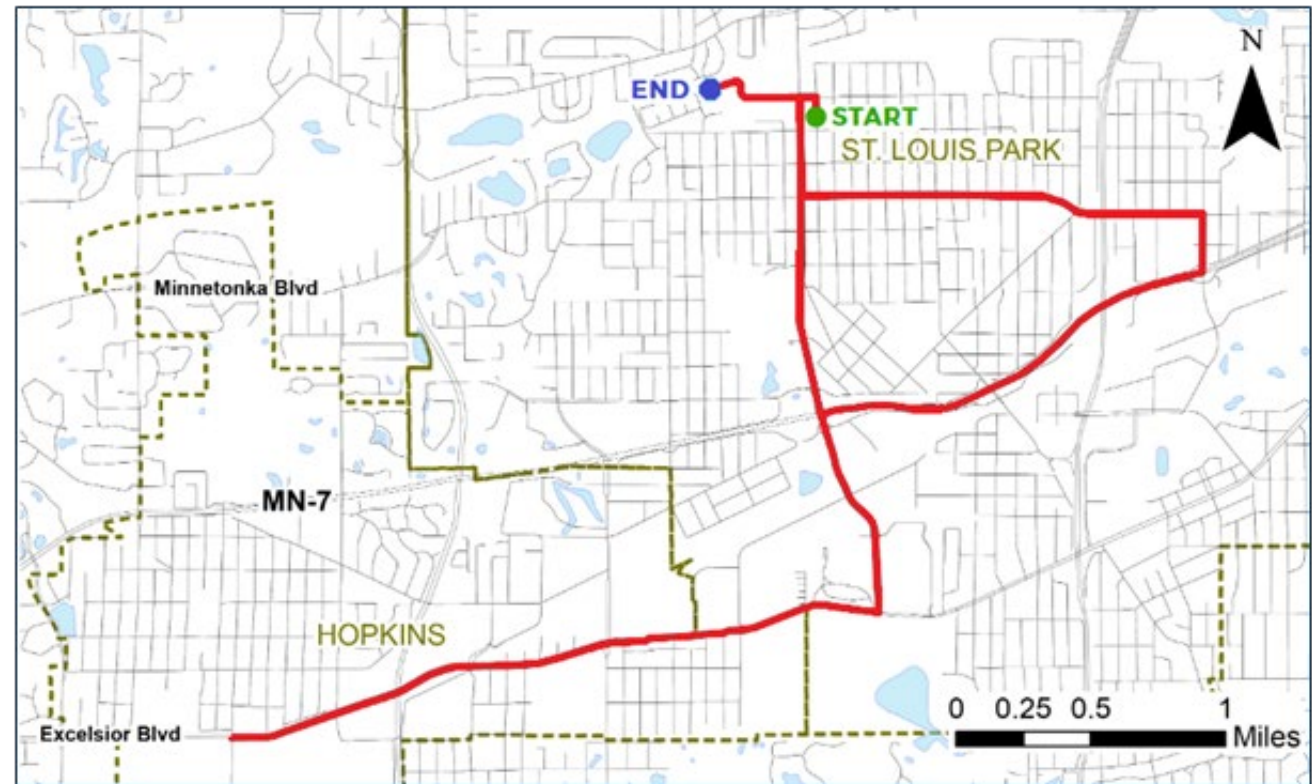 N
END
START
ST. LOUIS PARK
Minnetonka Blvd
MN-7
HOPKINS
Excelsior Blvd
0 0.25 0.5 1
Miles